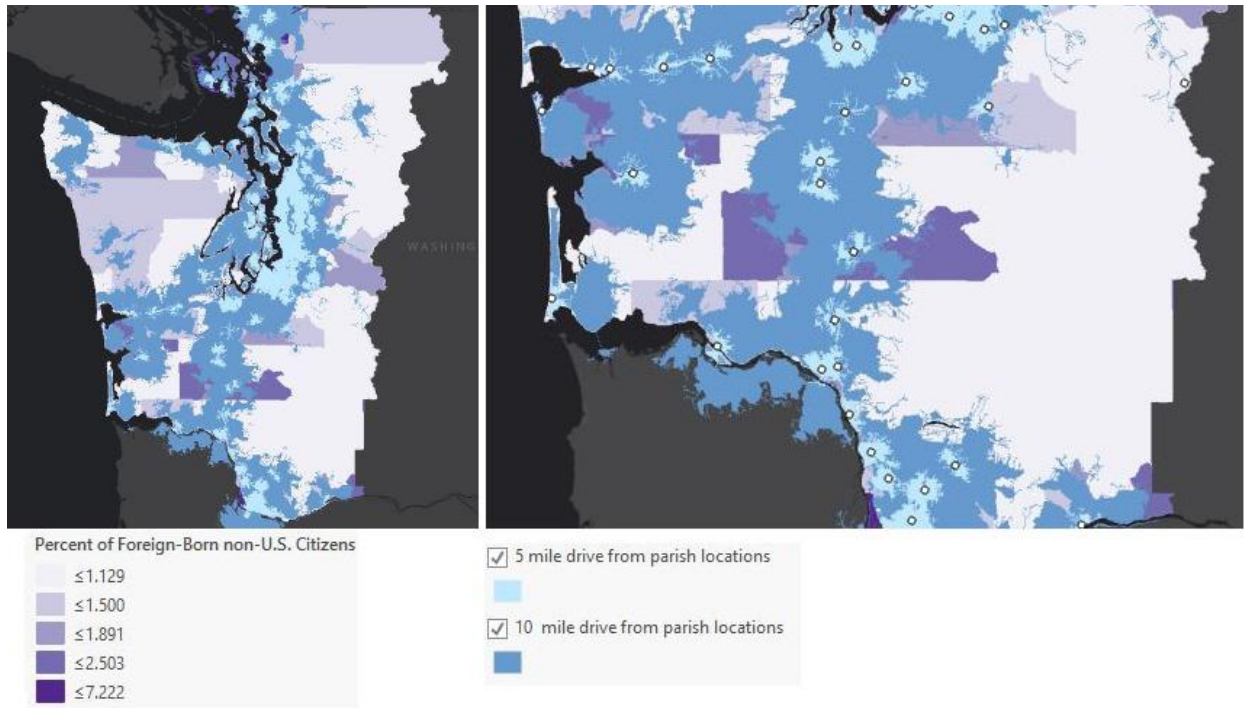 WASHING
Percent of Foreign-Born non-U.S. Citizens
≤1.129
≤1.500
≤1.891
≤2.503
≤7.222
5 mile drive from parish locations
10 mile drive from parish locations